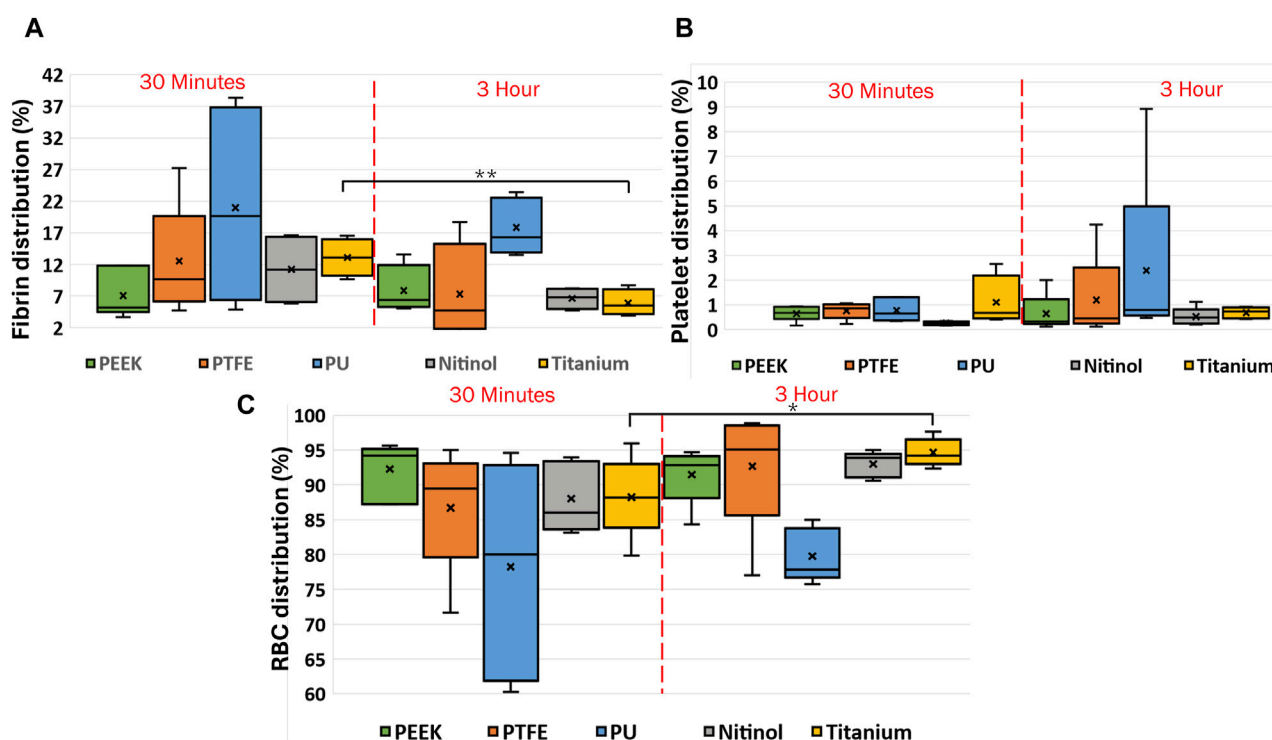 A
Fibrin distribution (%)
30 Minutes
3 Hour
42
37
32
27
22
17
12
7
2
**
PEEK PTFE PU Nitinol Titanium
B
Platelet distribution (%)
30 Minutes
3 Hour
10
9
8
7
6
5
4
3
2
1
0
PEEK PTFE PU Nitinol Titanium
C
RBC distribution (%)
30 Minutes
3 Hour
100
95
90
85
80
75
70
65
60
*
PEEK PTFE PU Nitinol Titanium